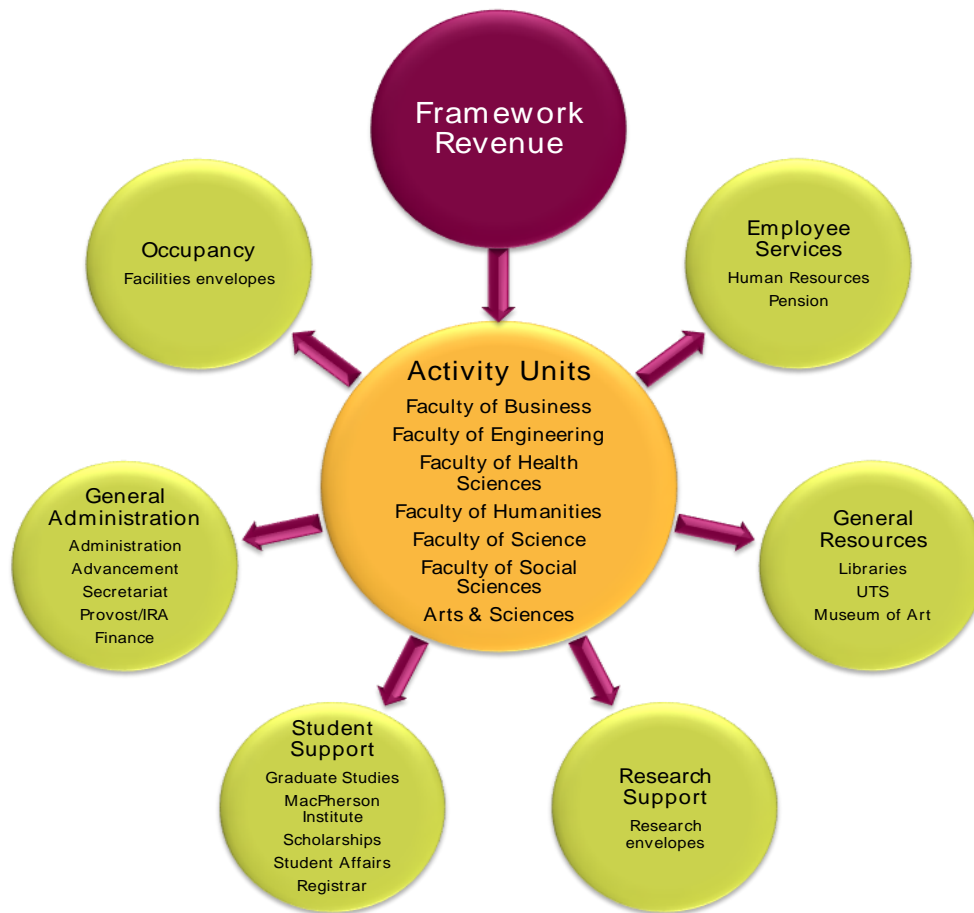 Framework
Revenue
Occupancy
Facilities envelopes
Employee
Services
Human Resources
Pension
Activity Units
Faculty of Business
Faculty of Engineering
Faculty of Health
Sciences
Faculty of Humanities
Faculty of Science
Faculty of Social
Sciences
Arts & Sciences
General
Administration
Administration
Advancement
Secretariat
Provost/IRA
Finance
General
Resources
Libraries
UTS
Museum of Art
Student
Support
Graduate Studies
MacPherson
Institute
Scholarships
Student Affairs
Registrar
Research
Support
Research
envelopes